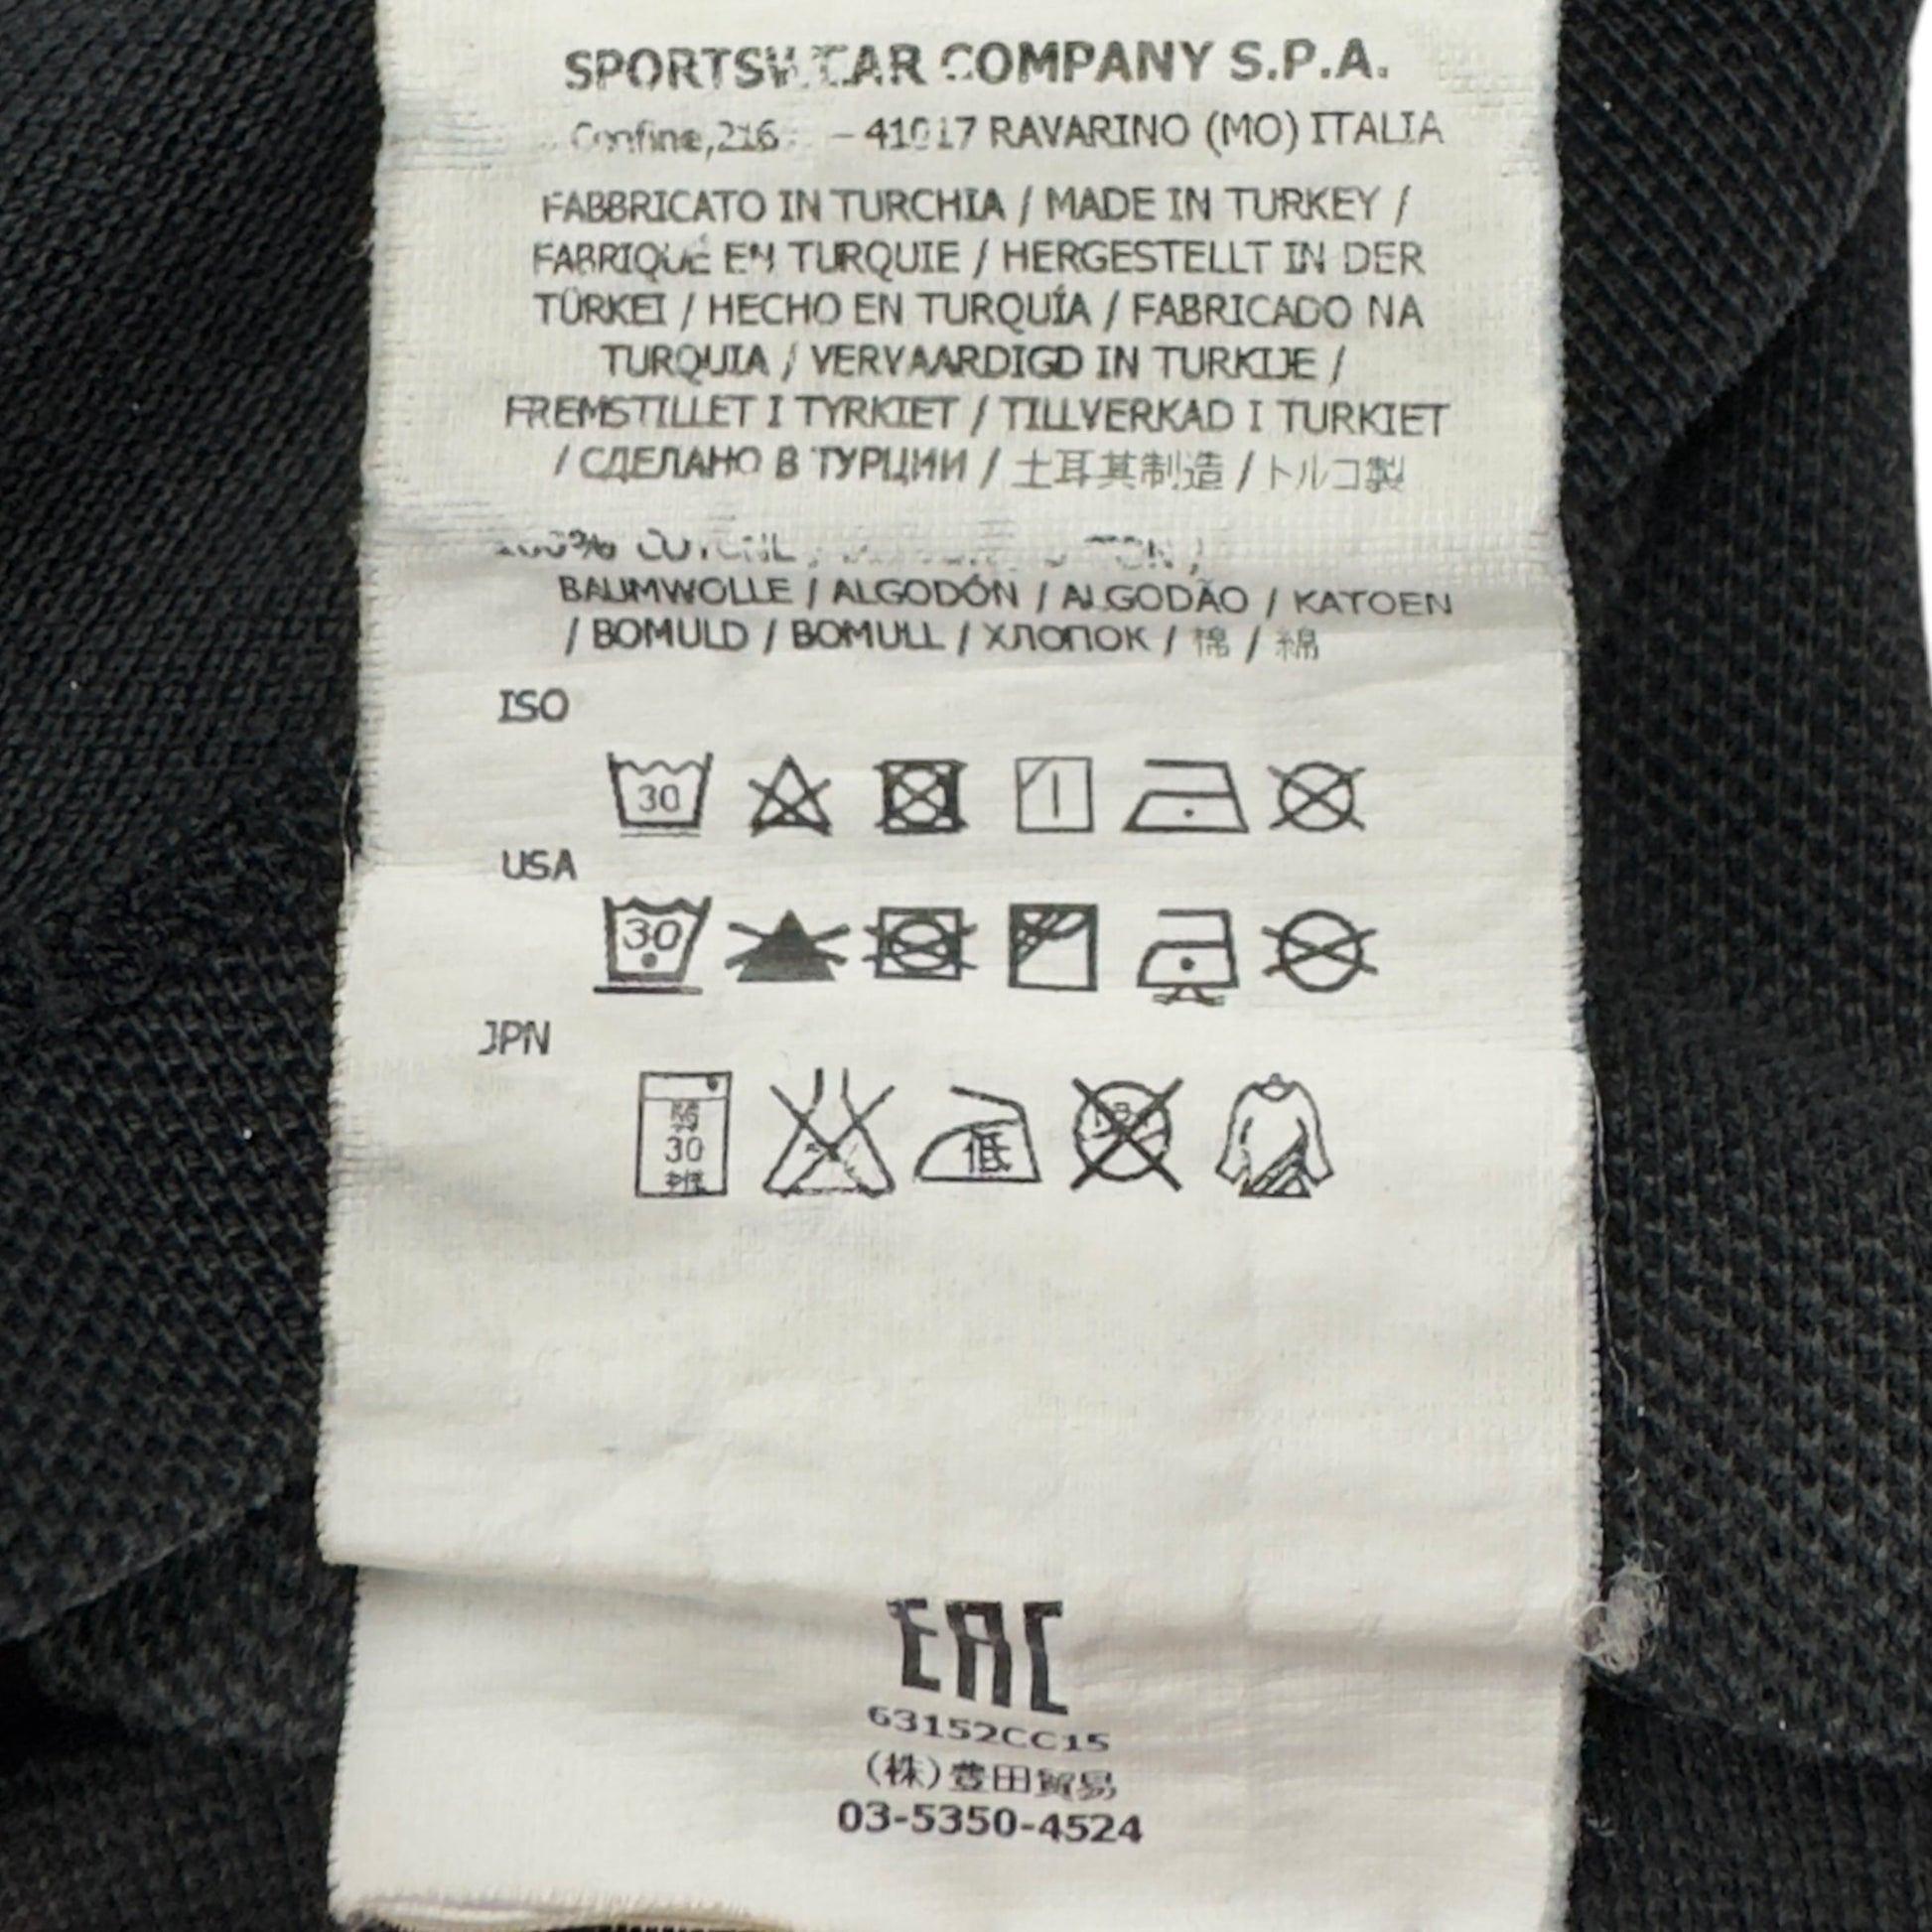 SPORTSWEAR COMPANY S.P.A.
Confine,216 – 41017 RAVARINO (MO) ITALIA
FABBRICATO IN TURCHIA / MADE IN TURKEY /
FABRIQUÉ EN TURQUIE / HERGESTELLT IN DER
TÜRKEI / HECHO EN TURQUÍA / FABRICADO NA
TURQUIA / VERVAARDIGD IN TURKIJE /
FREMSTILLET I TYRKIET / TILLVERKAD I TURKIET
/ СДЕЛАНО В ТУРЦИИ / 土耳其制造 / トルコ製
100%
BAUMWOLLE / ALGODÓN / ALGODÃO / KATOEN
/ BOMULD / BOMULL / ХЛОПОК / 棉 / 綿
ISO
30
USA
30
JPN
30
低
EAC
63152CC15
(株)豊田貿易
03-5350-4524